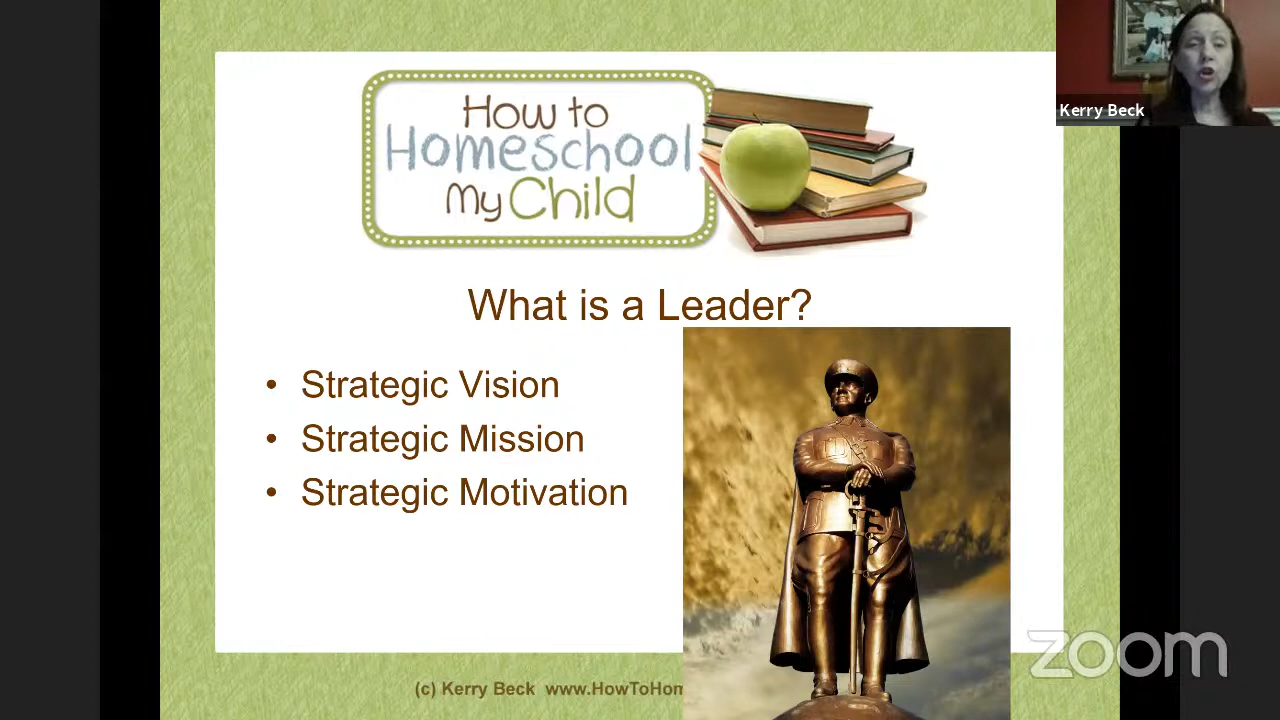 How to
Homeschool
My Child
Kerry Beck
What is a Leader?
• Strategic Vision
• Strategic Mission
• Strategic Motivation
zoom
(c) Kerry Beck www.HowToHom